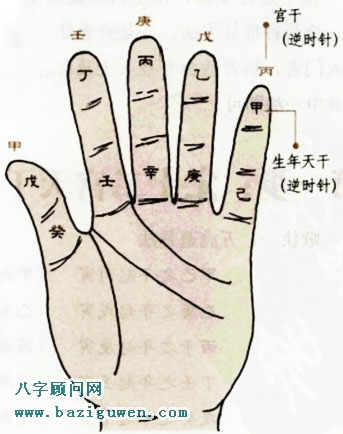 宫干
(逆时针)
庚
壬
戊
丙
丁
丙
乙
甲
生年天干
(逆时针)
甲
戊
癸
壬
辛
庚
己
八字顾问网
www.baziguwen.com